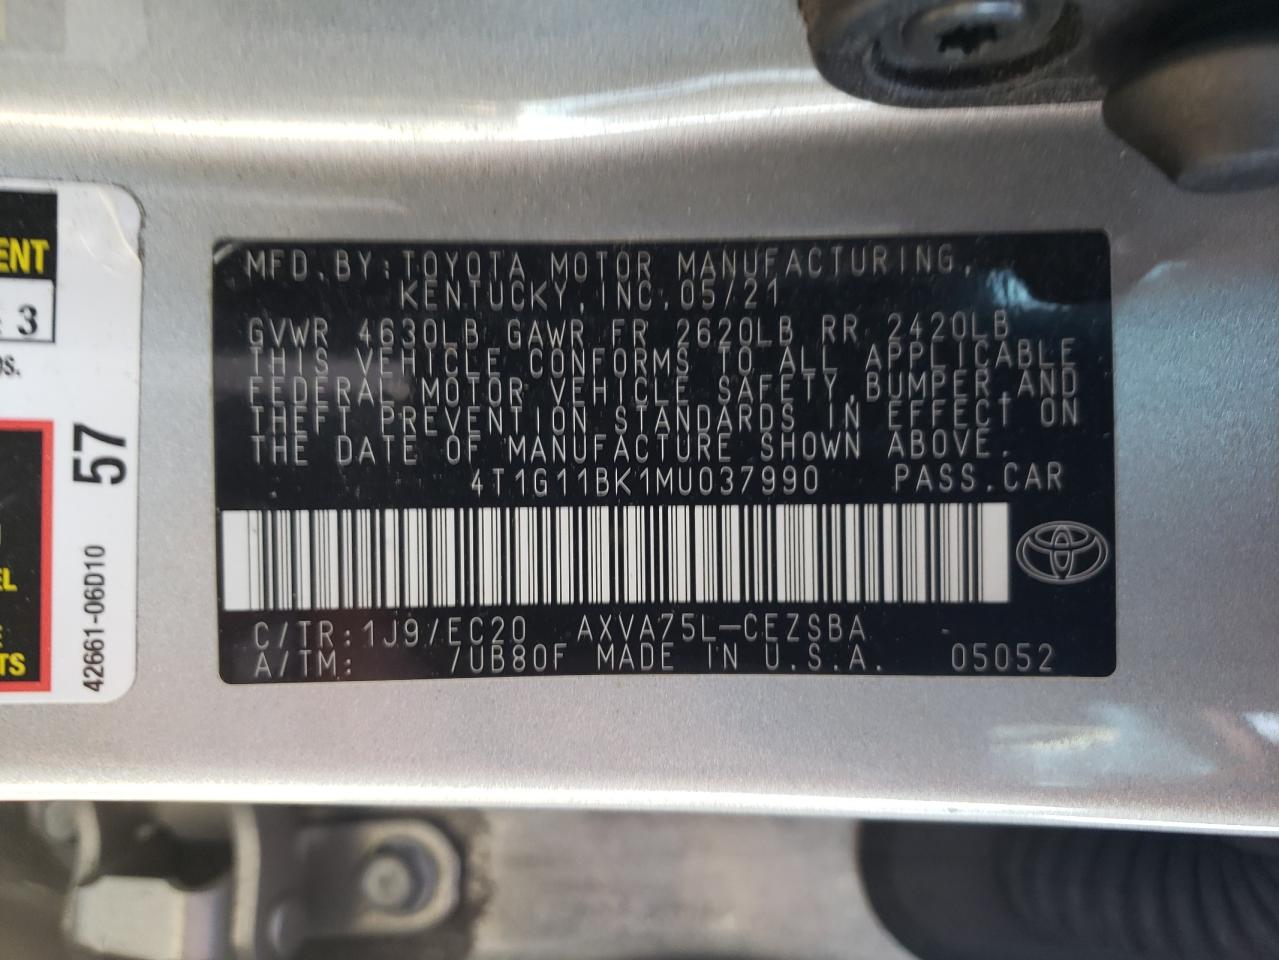 ENT
3
gs.
57
EL
TS
42661-06D10
MFD.BY:TOYOTA MOTOR MANUFACTURING,
KENTUCKY,INC.05/21
GVWR 4630LB GAWR FR 2620LB RR 2420LB
THIS VEHICLE CONFORMS TO ALL APPLICABLE
FEDERAL MOTOR VEHICLE SAFETY,BUMPER,AND
THEFT PREVENTION STANDARDS IN EFFECT ON
THE DATE OF MANUFACTURE SHOWN ABOVE.
4T1G11BK1MU037990 PASS.CAR
C/TR:1J9/EC20 AXVA75L-CEZSBA
A/TM: /UB80F MADE IN U.S.A. 05052